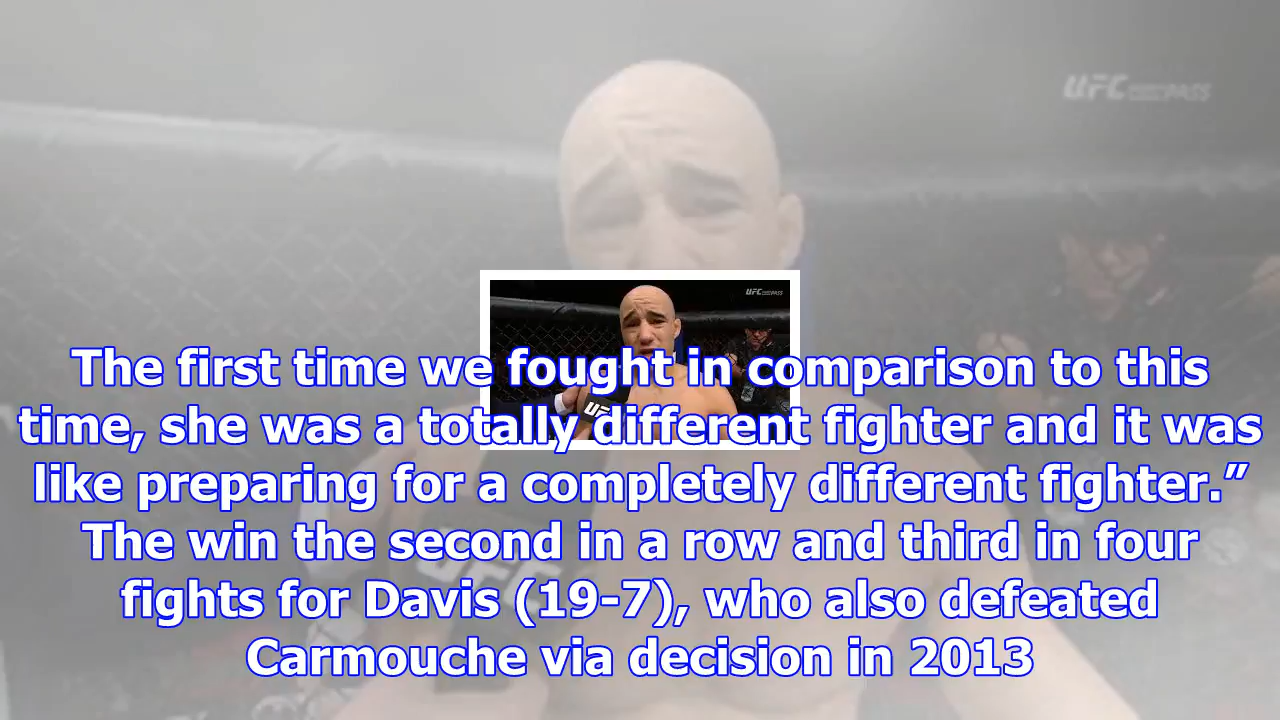 UFC
UFC
The first time we fought in comparison to this
time, she was a totally different fighter and it was
like preparing for a completely different fighter.”
The win the second in a row and third in four
fights for Davis (19-7), who also defeated
Carmouche via decision in 2013